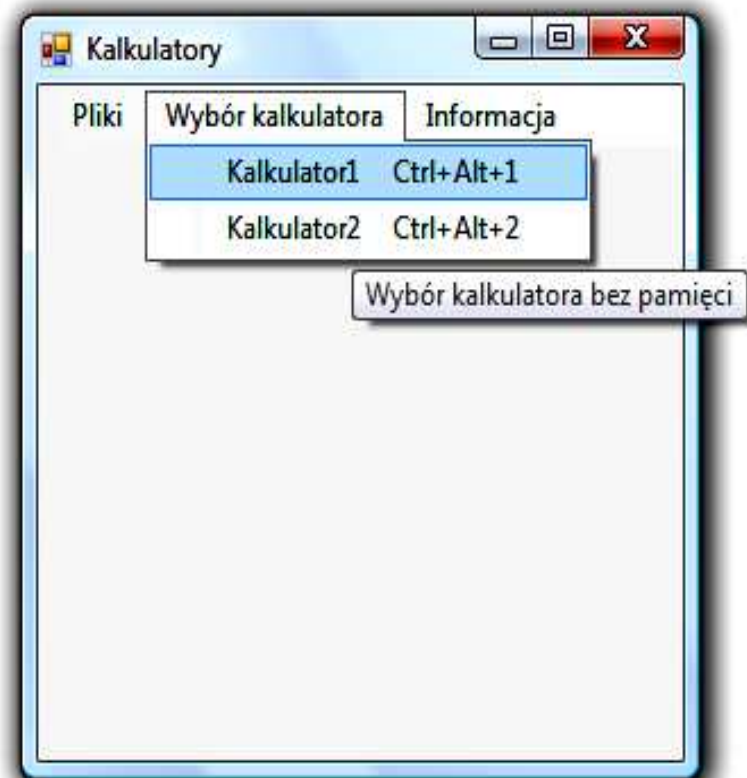 Kalkulatory
Pliki Wybór kalkulatora Informacja
Kalkulator1 Ctrl+Alt+1
Kalkulator2 Ctrl+Alt+2
Wybór kalkulatora bez pamięci